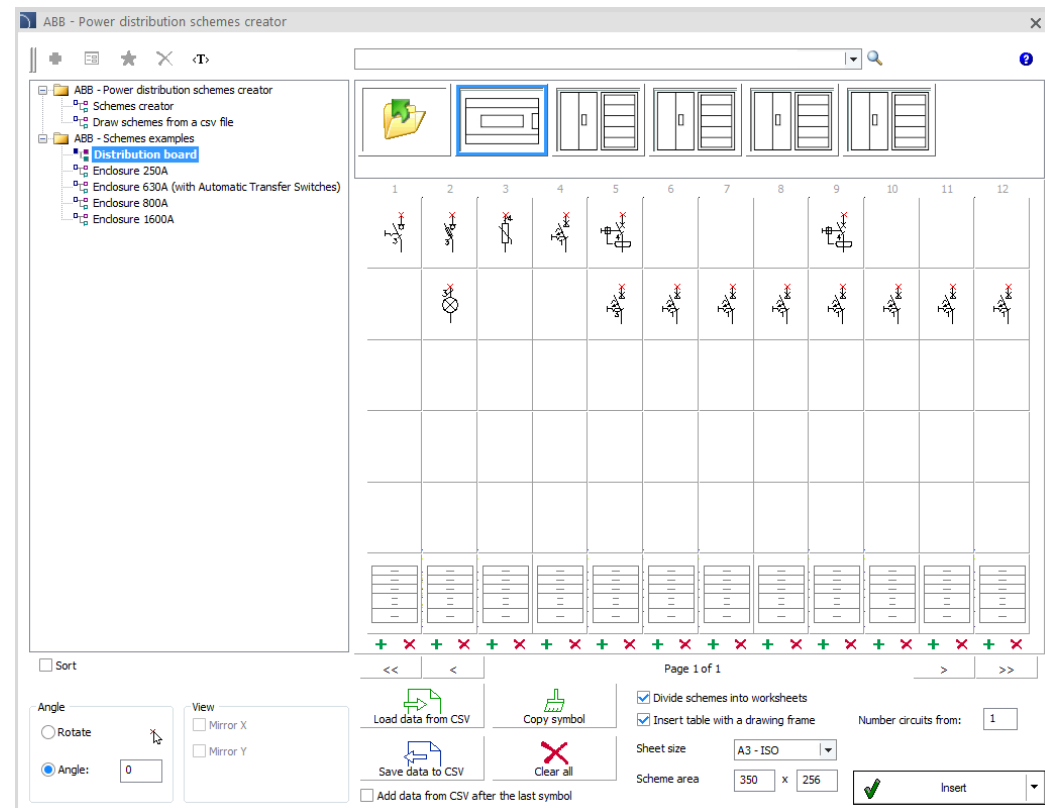 ABB - Power distribution schemes creator
<T>
ABB - Power distribution schemes creator
Schemes creator
Draw schemes from a csv file
ABB - Schemes examples
Distribution board
Enclosure 250A
Enclosure 630A (with Automatic Transfer Switches)
Enclosure 800A
Enclosure 1600A
1 2 3 4 5 6 7 8 9 10 11 12
Sort
<< < Page 1 of 1 > >>
Angle
Rotate
Angle: 0
View
Mirror X
Mirror Y
Load data from CSV
Copy symbol
Save data to CSV
Clear all
Add data from CSV after the last symbol
Divide schemes into worksheets
Insert table with a drawing frame
Number circuits from: 1
Sheet size A3 - ISO
Scheme area 350 x 256
Insert